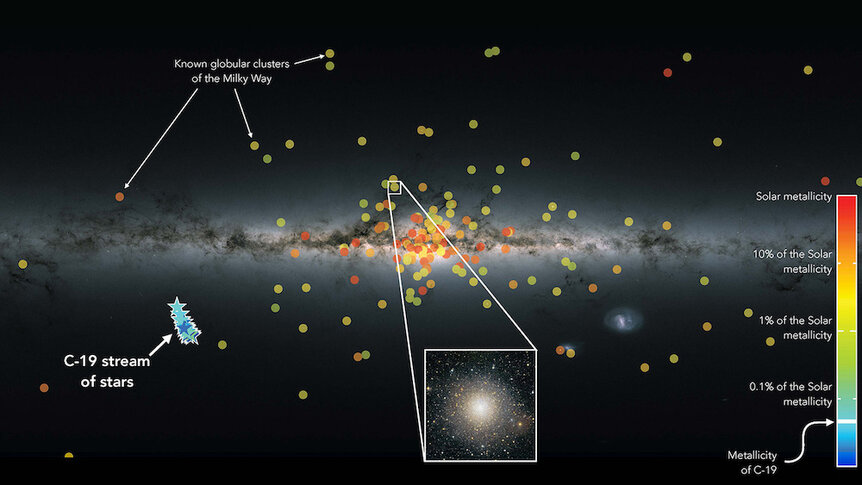 Known globular clusters
of the Milky Way
C-19 stream
of stars
Solar metallicity
10% of the Solar
metallicity
1% of the Solar
metallicity
0.1% of the Solar
metallicity
Metallicity
of C-19